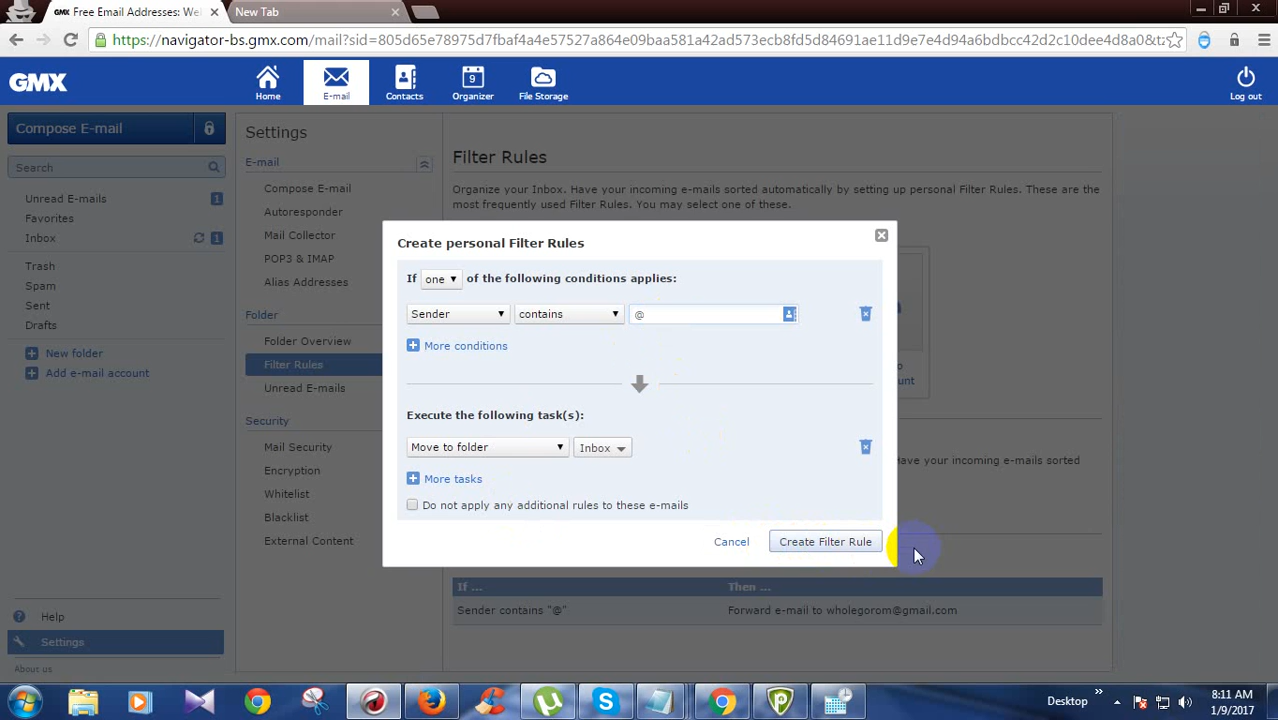 Free Email Addresses: We
New Tab
https://navigator-bs.gmx.com/mail?sid=805d65e78975d7fbaf4a4e57527a864e09baa581a42ad573ecb8fd5d84691ae11d9e7e4d94a6bdbcc42d2c10dee4d0a6&t
GMX
Home
E-mail
Contacts
9
Organizer
File Storage
Log out
Compose E-mail
Search
Unread E-mails 1
Favorites
Inbox 1
Trash
Spam
Sent
Drafts
New folder
Add e-mail account
Help
Settings
About us
Settings
E-mail
Compose E-mail
Autoresponder
Mail Collector
POP3 & IMAP
Alias Addresses
Folder
Folder Overview
Filter Rules
Unread E-mails
Security
Mail Security
Encryption
Whitelist
Blacklist
External Content
Filter Rules
Organize your Inbox. Have your incoming e-mails sorted automatically by setting up personal Filter Rules. These are the
most frequently used Filter Rules. You may select one of these.
Create personal Filter Rules
If one of the following conditions applies:
Sender contains @
More conditions
Execute the following task(s):
Move to folder Inbox
More tasks
Do not apply any additional rules to these e-mails
Cancel Create Filter Rule
Have your incoming e-mails sorted
If ... Then ...
Sender contains "@" Forward e-mail to wholegorom@gmail.com
Desktop
8:11 AM
1/9/2017